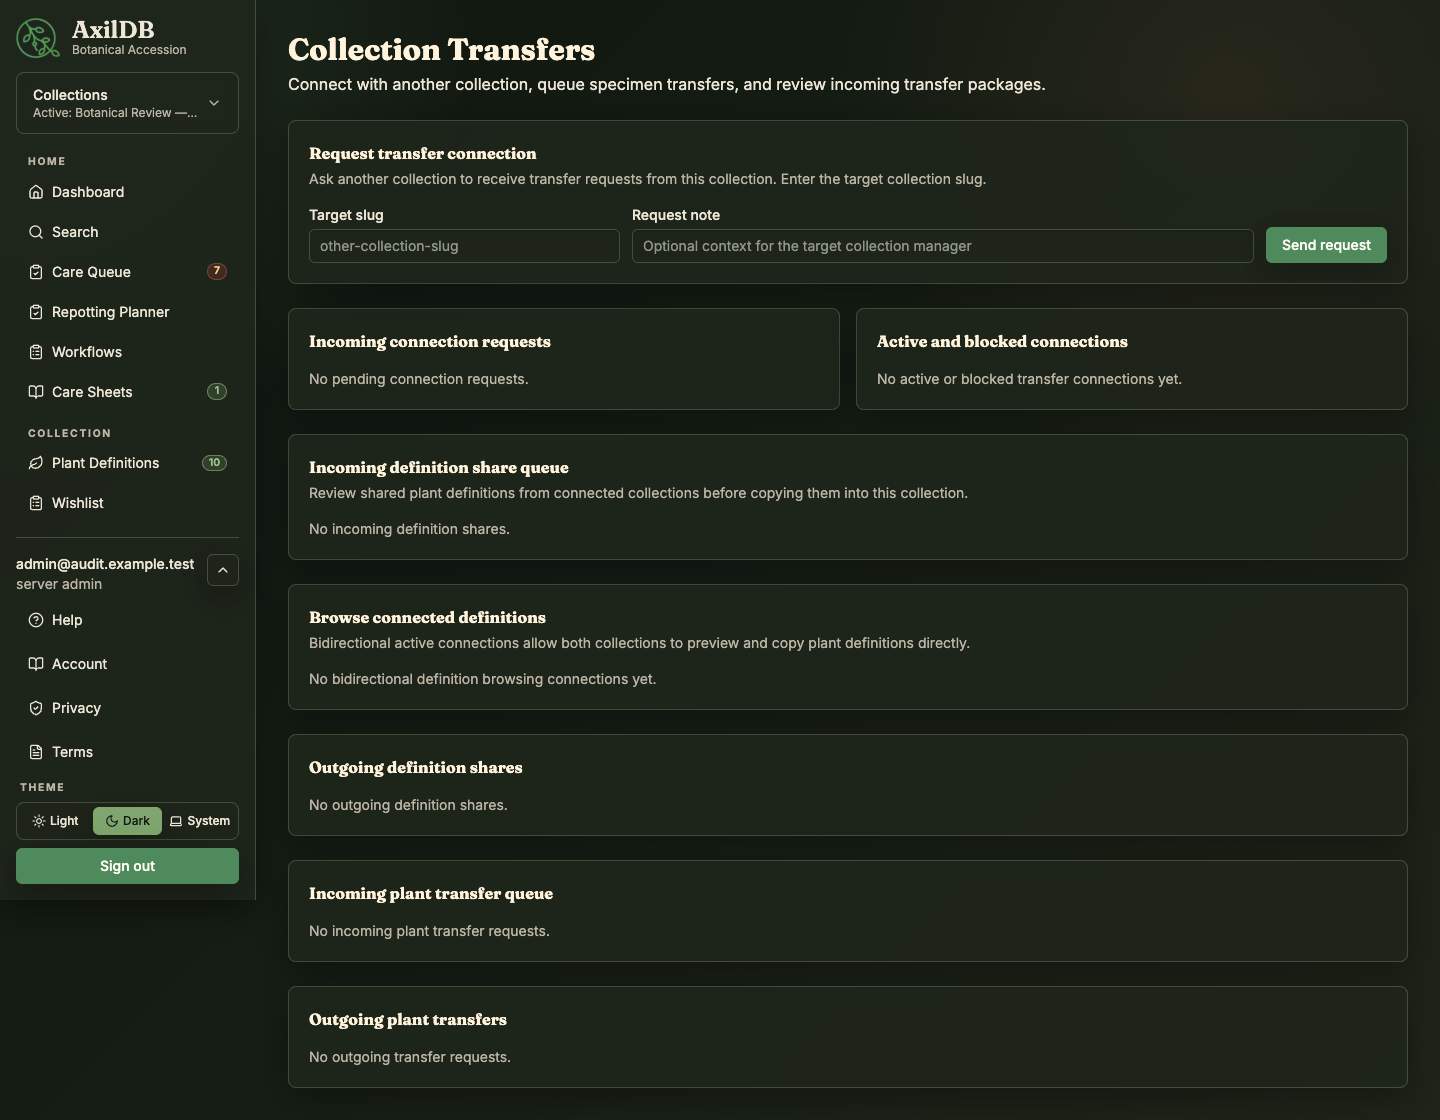 AxilDB
Botanical Accession
Collections
Active: Botanical Review —...
HOME
Dashboard
Search
Care Queue 7
Repotting Planner
Workflows
Care Sheets 1
COLLECTION
Plant Definitions 10
Wishlist
admin@audit.example.test
server admin
Help
Account
Privacy
Terms
THEME
Light Dark System
Sign out
Collection Transfers
Connect with another collection, queue specimen transfers, and review incoming transfer packages.
Request transfer connection
Ask another collection to receive transfer requests from this collection. Enter the target collection slug.
Target slug Request note
other-collection-slug Optional context for the target collection manager Send request
Incoming connection requests
No pending connection requests.
Active and blocked connections
No active or blocked transfer connections yet.
Incoming definition share queue
Review shared plant definitions from connected collections before copying them into this collection.
No incoming definition shares.
Browse connected definitions
Bidirectional active connections allow both collections to preview and copy plant definitions directly.
No bidirectional definition browsing connections yet.
Outgoing definition shares
No outgoing definition shares.
Incoming plant transfer queue
No incoming plant transfer requests.
Outgoing plant transfers
No outgoing transfer requests.